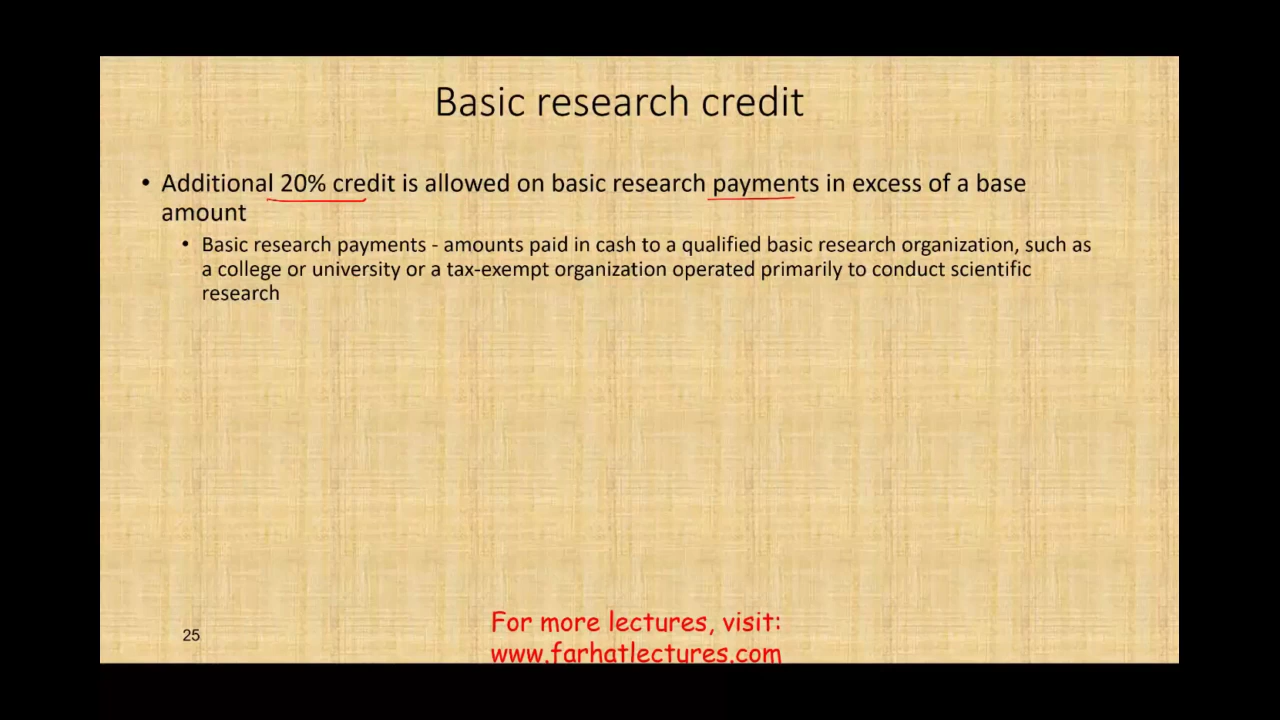 Basic research credit
• Additional 20% credit is allowed on basic research payments in excess of a base
amount
• Basic research payments - amounts paid in cash to a qualified basic research organization, such as
a college or university or a tax-exempt organization operated primarily to conduct scientific
research
For more lectures, visit:
25
www.farhatlectures.com